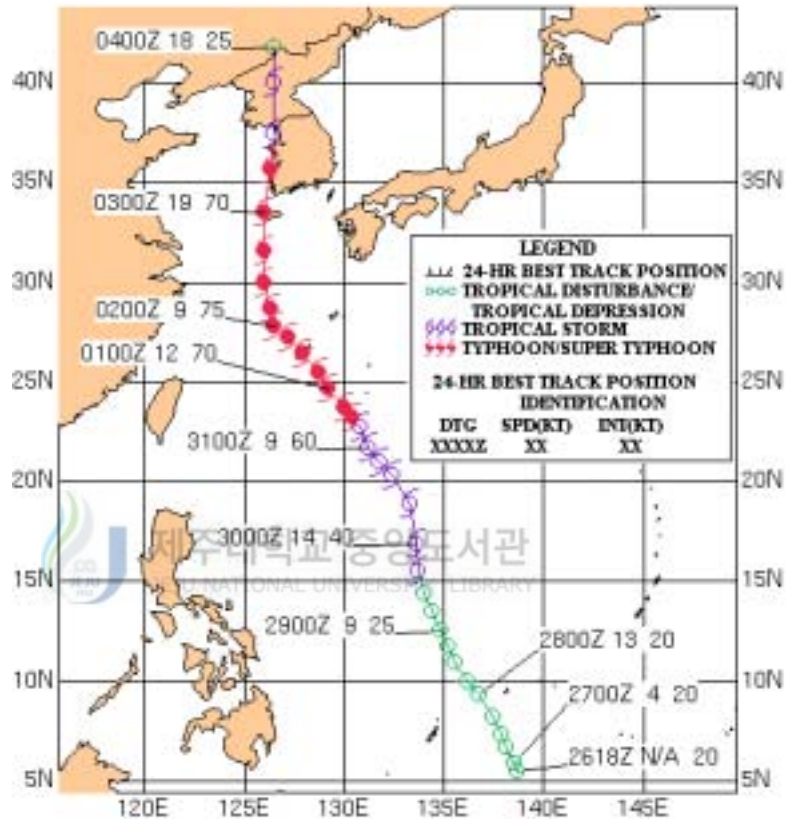 0400Z 18 25
40N 40N
35N 35N
0300Z 19 70
LEGEND
24-HR BEST TRACK POSITION
TROPICAL DISTURBANCE/
TROPICAL DEPRESSION
TROPICAL STORM
TYPHOON/SUPER TYPHOON
24-HR BEST TRACK POSITION
IDENTIFICATION
DTG SPD(KT) INT(KT)
XXXXZ XX XX
30N 30N
0200Z 9 75
0100Z 12 70
25N 25N
3100Z 9 60
20N 20N
3000Z 14 40
제주대학교 중앙도서관
JEJU NATIONAL UNIVERSITY LIBRARY
15N 15N
2900Z 9 25
2800Z 13 20
10N 10N
2700Z 4 20
2618Z N/A 20
5N 5N
120E 125E 130E 135E 140E 145E